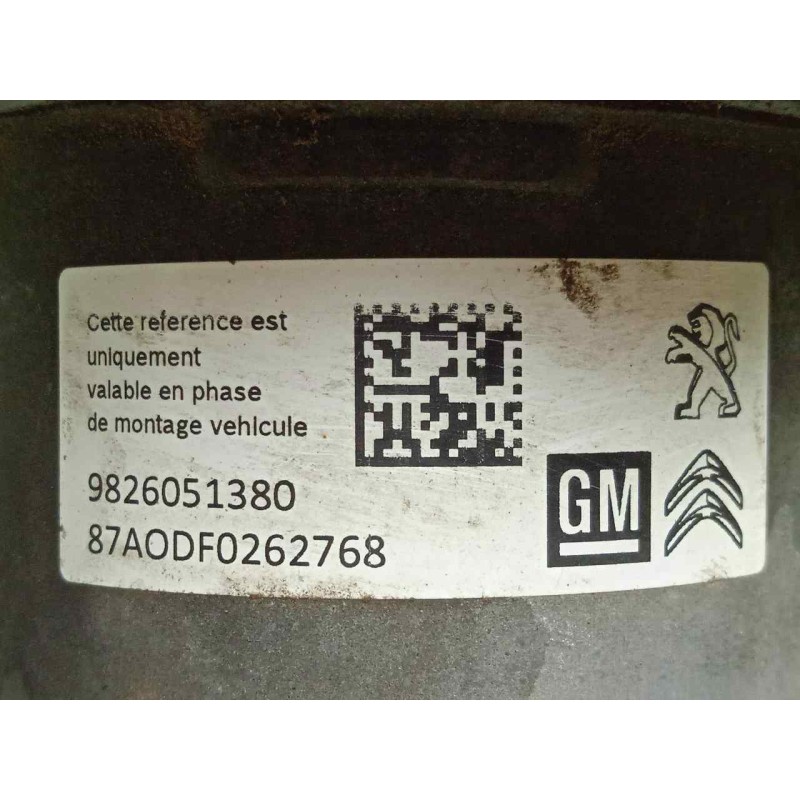 Cette reference est
uniquement
valable en phase
de montage vehicule
9826051380
87AODF0262768
GM